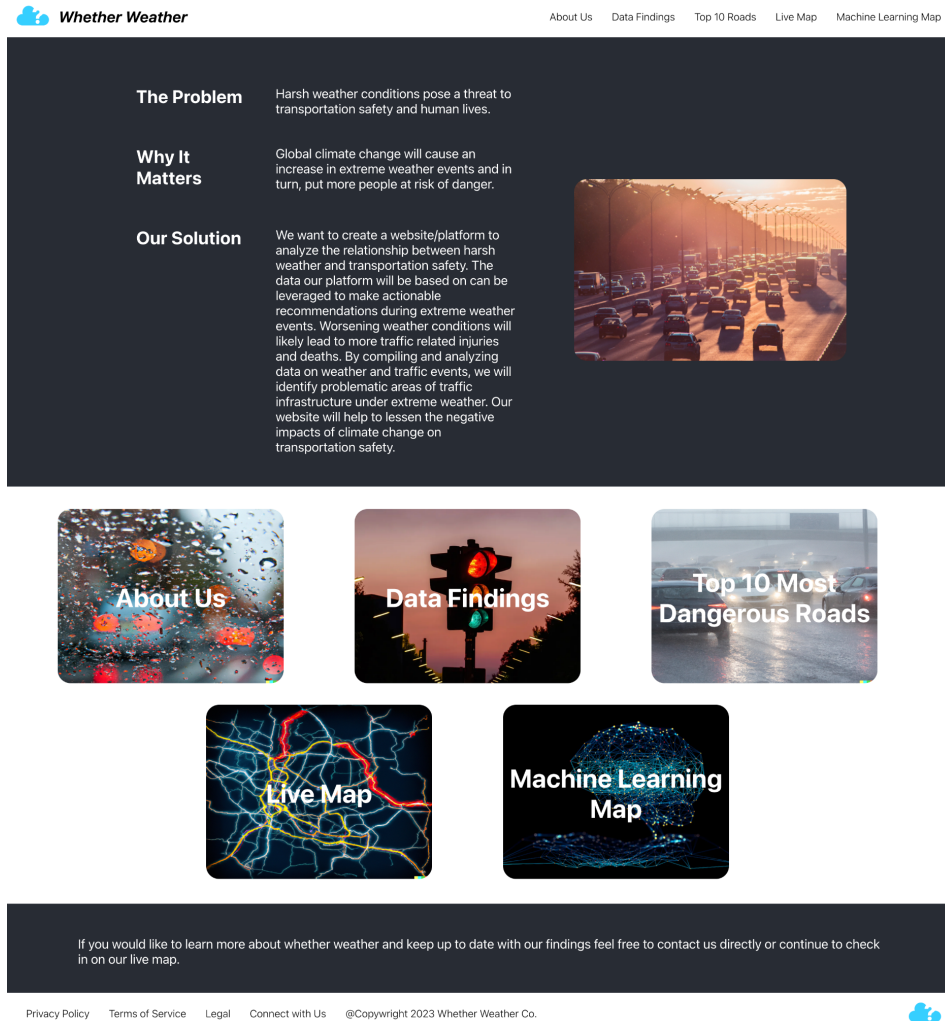 Whether Weather
About Us
Data Findings
Top 10 Roads
Live Map
Machine Learning Map
The Problem
Harsh weather conditions pose a threat to
transportation safety and human lives.
Why It
Matters
Global climate change will cause an
increase in extreme weather events and in
turn, put more people at risk of danger.
Our Solution
We want to create a website/platform to
analyze the relationship between harsh
weather and transportation safety. The
data our platform will be based on can be
leveraged to make actionable
recommendations during extreme weather
events. Worsening weather conditions will
likely lead to more traffic related injuries
and deaths. By compiling and analyzing
data on weather and traffic events, we will
identify problematic areas of traffic
infrastructure under extreme weather. Our
website will help to lessen the negative
impacts of climate change on
transportation safety.
About Us
Data Findings
Top 10 Most
Dangerous Roads
Live Map
Machine Learning
Map
If you would like to learn more about whether weather and keep up to date with our findings feel free to contact us directly or continue to check
in on our live map.
Privacy Policy
Terms of Service
Legal
Connect with Us
@Copywright 2023 Whether Weather Co.